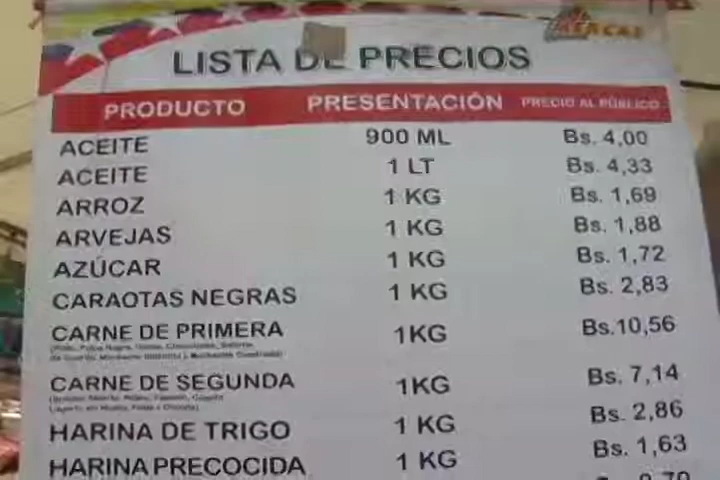 MERCAL
LISTA DE PRECIOS
PRODUCTO PRESENTACIÓN PRECIO AL PÚBLICO
ACEITE 900 ML Bs. 4,00
ACEITE 1 LT Bs. 4,33
ARROZ 1 KG Bs. 1,69
ARVEJAS 1 KG Bs. 1,88
AZÚCAR 1 KG Bs. 1,72
CARAOTAS NEGRAS 1 KG Bs. 2,83
CARNE DE PRIMERA 1KG Bs.10,56
CARNE DE SEGUNDA 1KG Bs. 7,14
HARINA DE TRIGO 1 KG Bs. 2,86
HARINA PRECOCIDA 1 KG Bs. 1,63